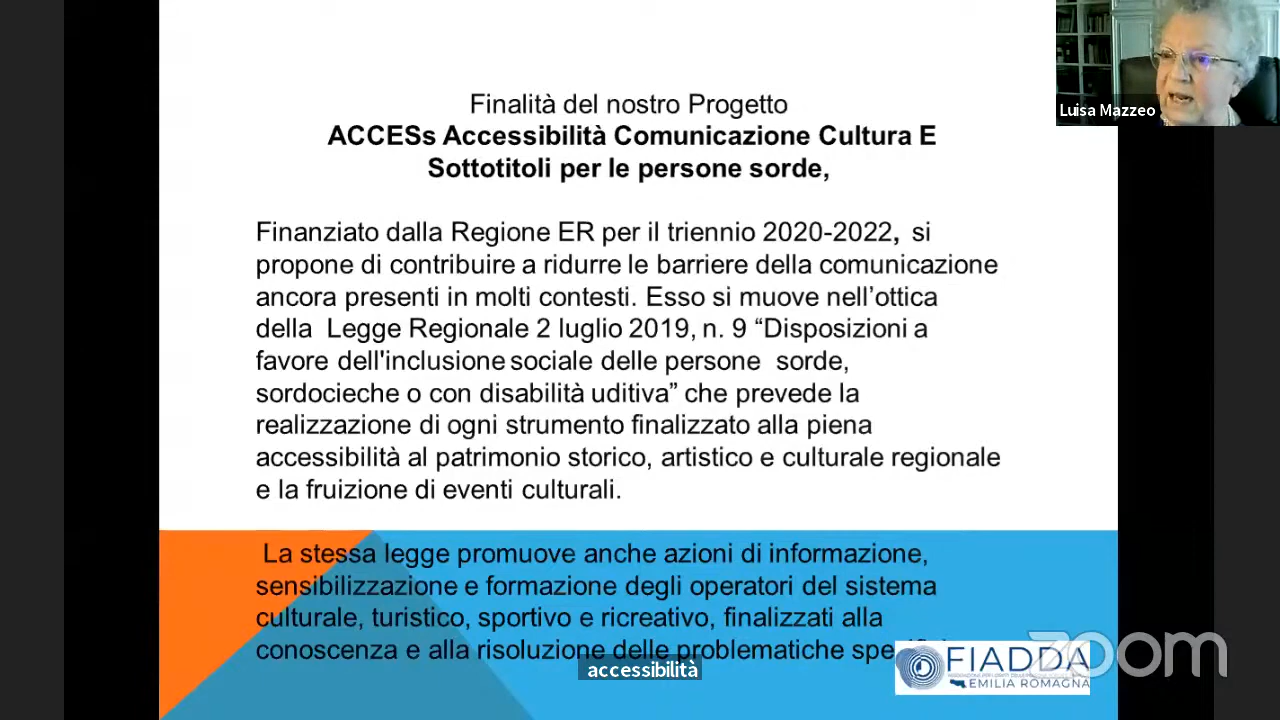 Finalità del nostro Progetto
ACCESs Accessibilità Comunicazione Cultura E
Sottotitoli per le persone sorde,
Finanziato dalla Regione ER per il triennio 2020-2022, si
propone di contribuire a ridurre le barriere della comunicazione
ancora presenti in molti contesti. Esso si muove nell’ottica
della Legge Regionale 2 luglio 2019, n. 9 “Disposizioni a
favore dell'inclusione sociale delle persone sorde,
sordocieche o con disabilità uditiva” che prevede la
realizzazione di ogni strumento finalizzato alla piena
accessibilità al patrimonio storico, artistico e culturale regionale
e la fruizione di eventi culturali.
La stessa legge promuove anche azioni di informazione,
sensibilizzazione e formazione degli operatori del sistema
culturale, turistico, sportivo e ricreativo, finalizzati alla
conoscenza e alla risoluzione delle problematiche
accessibilità
Luisa Mazzeo
FIADDA
EMILIA ROMAGNA
zoom